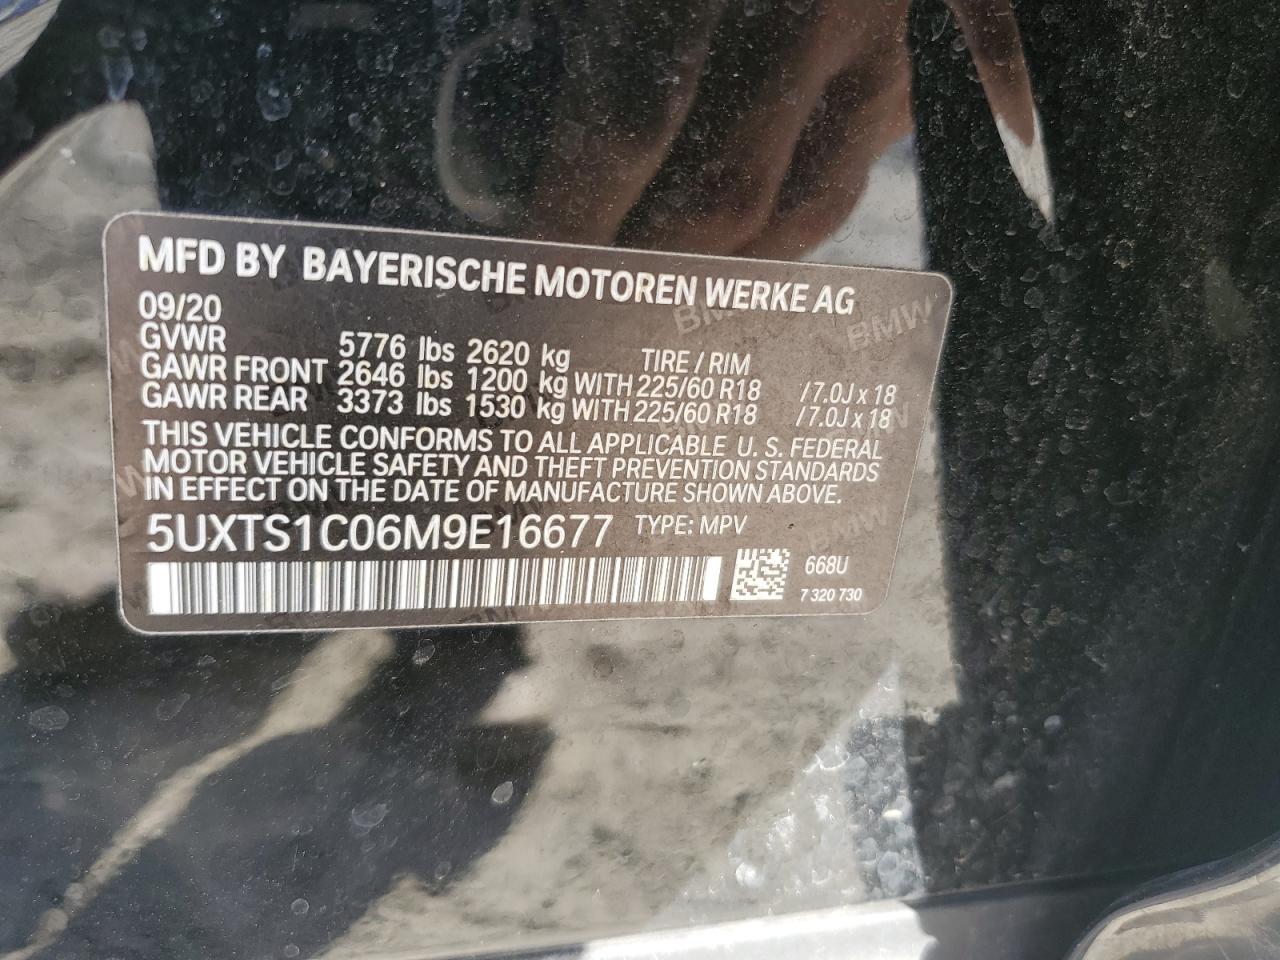 MFD BY BAYERISCHE MOTOREN WERKE AG
09/20
GVWR 5776 lbs 2620 kg TIRE / RIM
GAWR FRONT 2646 lbs 1200 kg WITH 225/60 R18 /7.0J x 18
GAWR REAR 3373 lbs 1530 kg WITH 225/60 R18 /7.0J x 18
THIS VEHICLE CONFORMS TO ALL APPLICABLE U. S. FEDERAL
MOTOR VEHICLE SAFETY AND THEFT PREVENTION STANDARDS
IN EFFECT ON THE DATE OF MANUFACTURE SHOWN ABOVE.
5UXTS1C06M9E16677 TYPE: MPV
668U
7 320 730